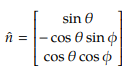 n̂ = [ sin θ
− cos θ sin ϕ
cos θ cos ϕ ]